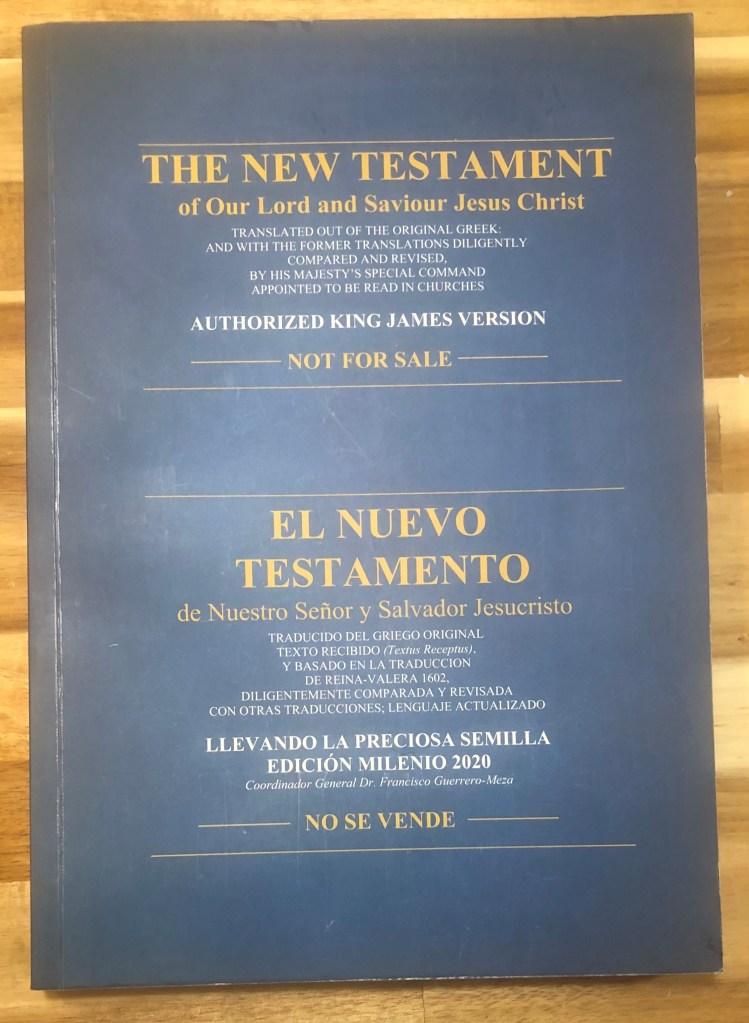 THE NEW TESTAMENT
of Our Lord and Saviour Jesus Christ
TRANSLATED OUT OF THE ORIGINAL GREEK:
AND WITH THE FORMER TRANSLATIONS DILIGENTLY
COMPARED AND REVISED,
BY HIS MAJESTY'S SPECIAL COMMAND
APPOINTED TO BE READ IN CHURCHES
AUTHORIZED KING JAMES VERSION
NOT FOR SALE
EL NUEVO
TESTAMENTO
de Nuestro Señor y Salvador Jesucristo
TRADUCIDO DEL GRIEGO ORIGINAL
TEXTO RECIBIDO (Textus Receptus),
Y BASADO EN LA TRADUCCION
DE REINA-VALERA 1602,
DILIGENTEMENTE COMPARADA Y REVISADA
CON OTRAS TRADUCCIONES; LENGUAJE ACTUALIZADO
LLEVANDO LA PRECIOSA SEMILLA
EDICIÓN MILENIO 2020
Coordinador General Dr. Francisco Guerrero-Meza
NO SE VENDE